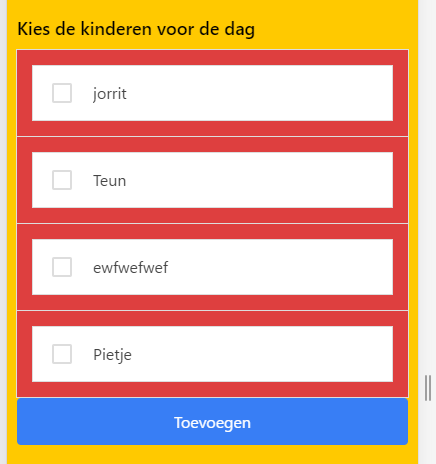 Kies de kinderen voor de dag
jorrit
Teun
ewfwefwef
Pietje
Toevoegen